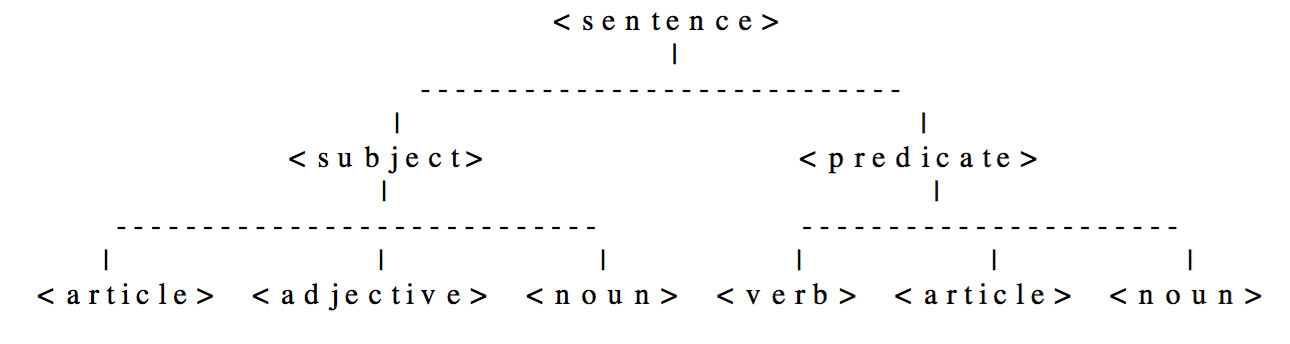 <sentence>
|
---------------------------
| |
<subject> <predicate>
| |
--------------------------- ----------------------
| | | | | |
<article> <adjective> <noun> <verb> <article> <noun>